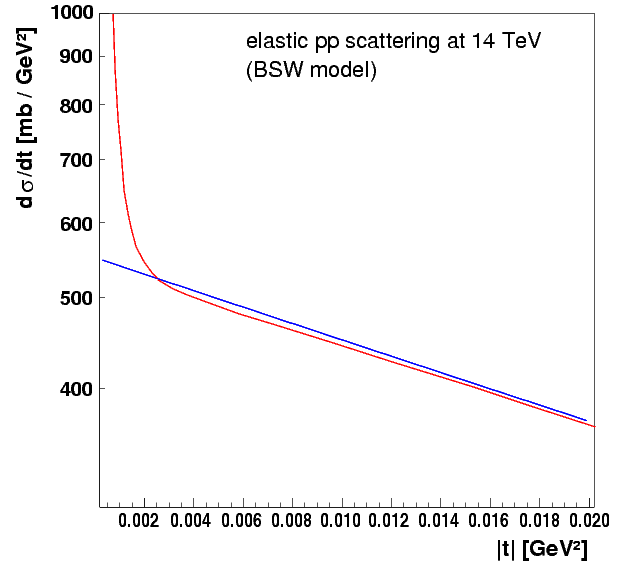 elastic pp scattering at 14 TeV
(BSW model)
dσ/dt [mb / GeV²]
1000
900
800
700
600
500
400
0.002 0.004 0.006 0.008 0.010 0.012 0.014 0.016 0.018 0.020
|t| [GeV²]